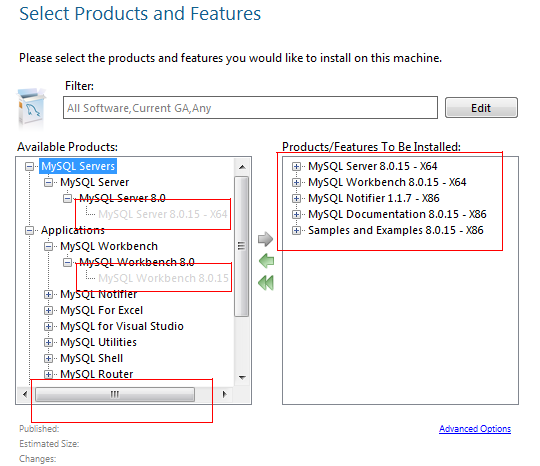 Select Products and Features
Please select the products and features you would like to install on this machine.
Filter:
All Software,Current GA,Any
Edit
Available Products:
MySQL Servers
MySQL Server
MySQL Server 8.0
MySQL Server 8.0.15 - X64
Applications
MySQL Workbench
MySQL Workbench 8.0
MySQL Workbench 8.0.15
MySQL Notifier
MySQL For Excel
MySQL for Visual Studio
MySQL Utilities
MySQL Shell
MySQL Router
Products/Features To Be Installed:
MySQL Server 8.0.15 - X64
MySQL Workbench 8.0.15 - X64
MySQL Notifier 1.1.7 - X86
MySQL Documentation 8.0.15 - X86
Samples and Examples 8.0.15 - X86
Published:
Estimated Size:
Changes:
Advanced Options